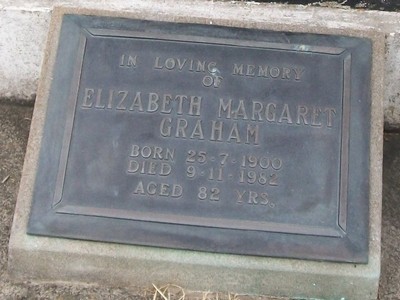 IN LOVING MEMORY
OF
ELIZABETH MARGARET
GRAHAM
BORN 25-7-1900
DIED 9-11-1982
AGED 82 YRS.